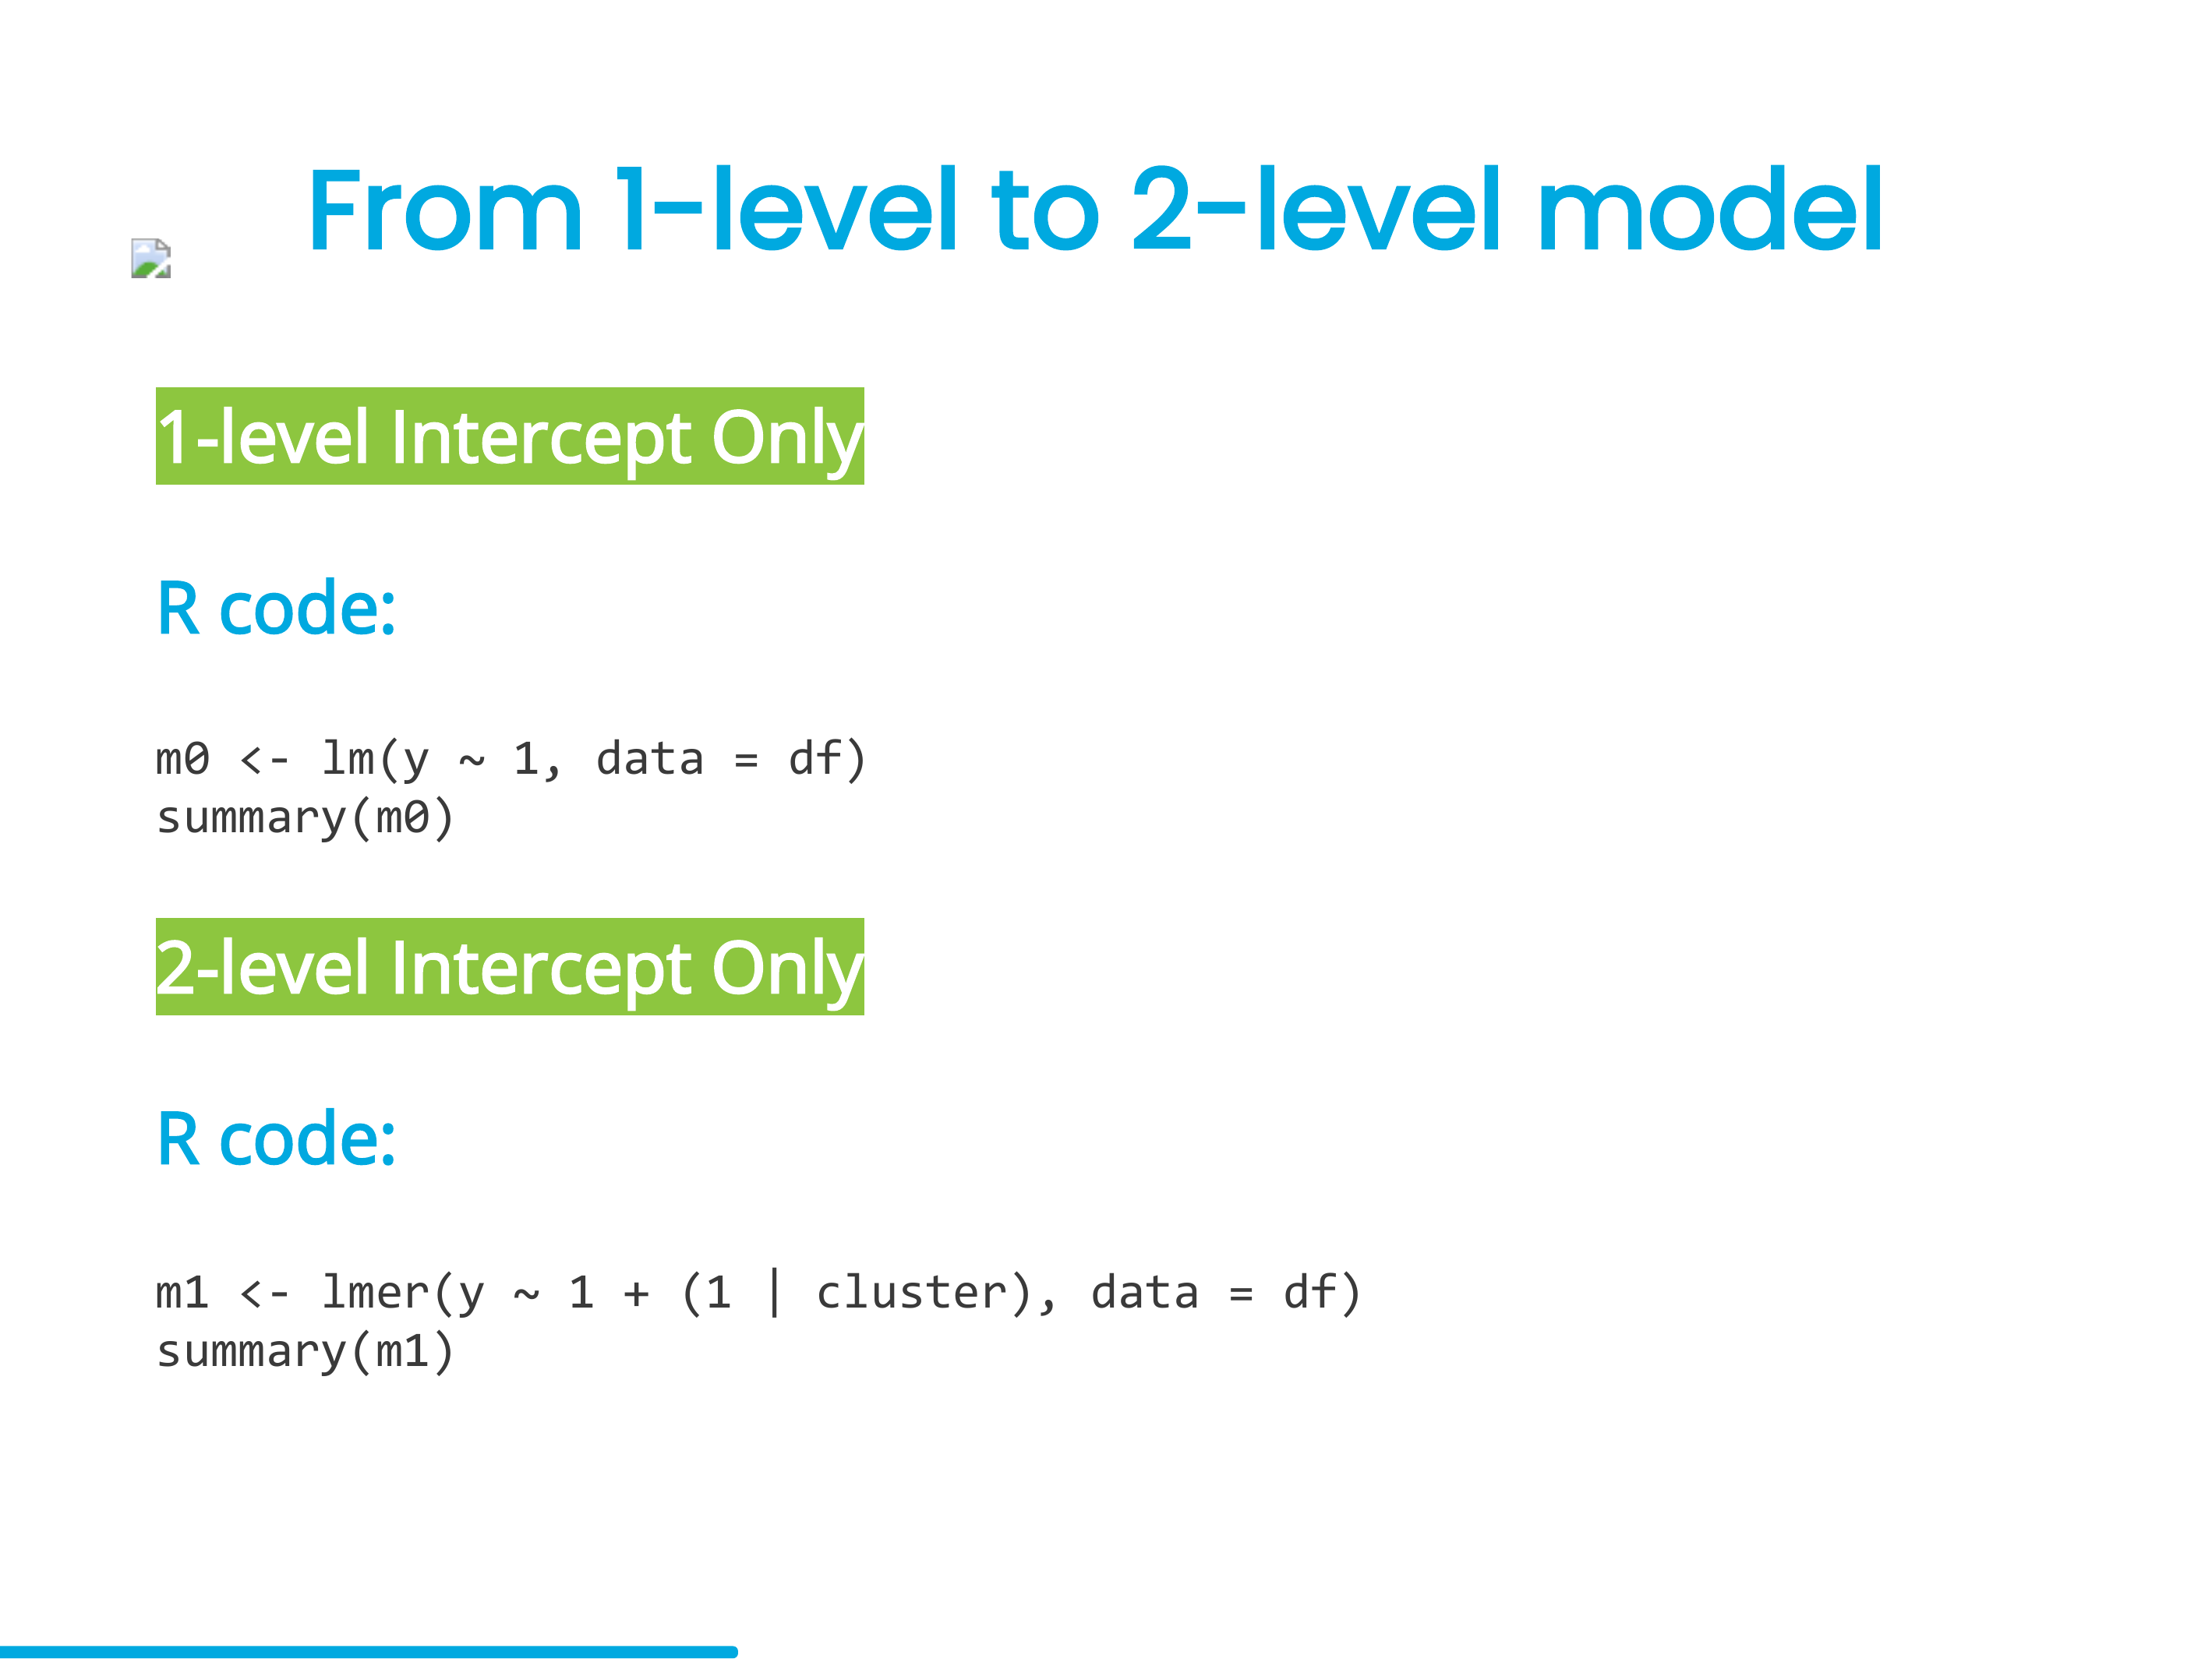 From 1-level to 2-level model
1-level Intercept Only
R code:
m0 <- lm(y ~ 1, data = df)
summary(m0)
2-level Intercept Only
R code:
m1 <- lmer(y ~ 1 + (1 | cluster), data = df)
summary(m1)